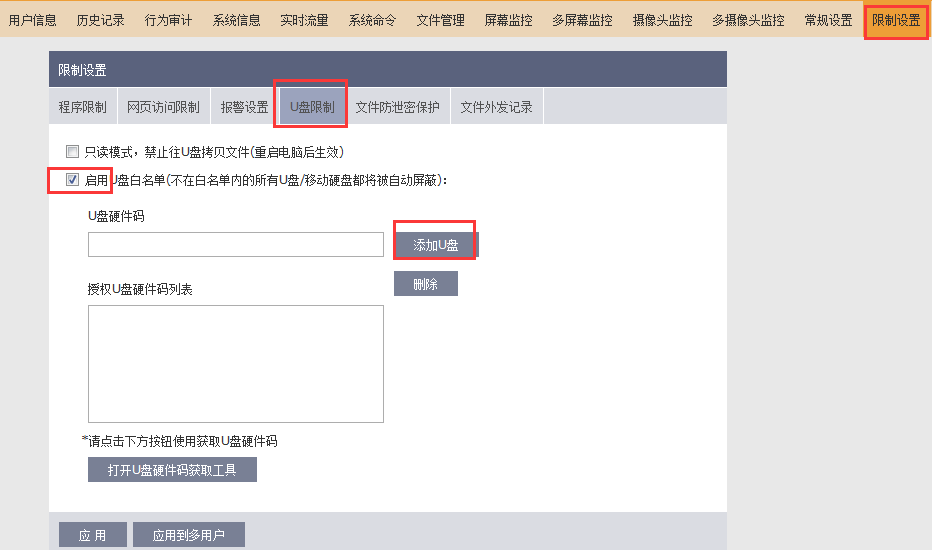 用户信息 历史记录 行为审计 系统信息 实时流量 系统命令 文件管理 屏幕监控 多屏幕监控 摄像头监控 多摄像头监控 常规设置 限制设置
限制设置
程序限制 网页访问限制 报警设置 U盘限制 文件防泄密保护 文件外发记录
只读模式，禁止往U盘拷贝文件(重启电脑后生效)
启用U盘白名单(不在白名单内的所有U盘/移动硬盘都将被自动屏蔽)：
U盘硬件码
添加U盘
删除
授权U盘硬件码列表
*请点击下方按钮使用获取U盘硬件码
打开U盘硬件码获取工具
应 用 应用到多用户